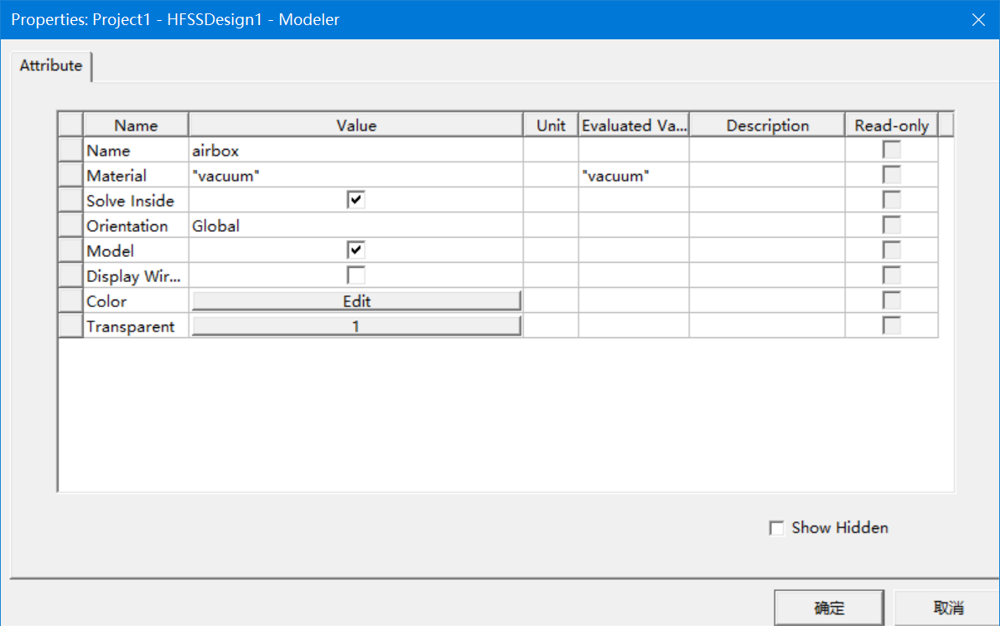 Properties: Project1 - HFSSDesign1 - Modeler
Attribute
Name Value Unit Evaluated Va... Description Read-only
Name airbox
Material "vacuum" "vacuum"
Solve Inside
Orientation Global
Model
Display Wir...
Color Edit
Transparent 1
Show Hidden
确定 取消